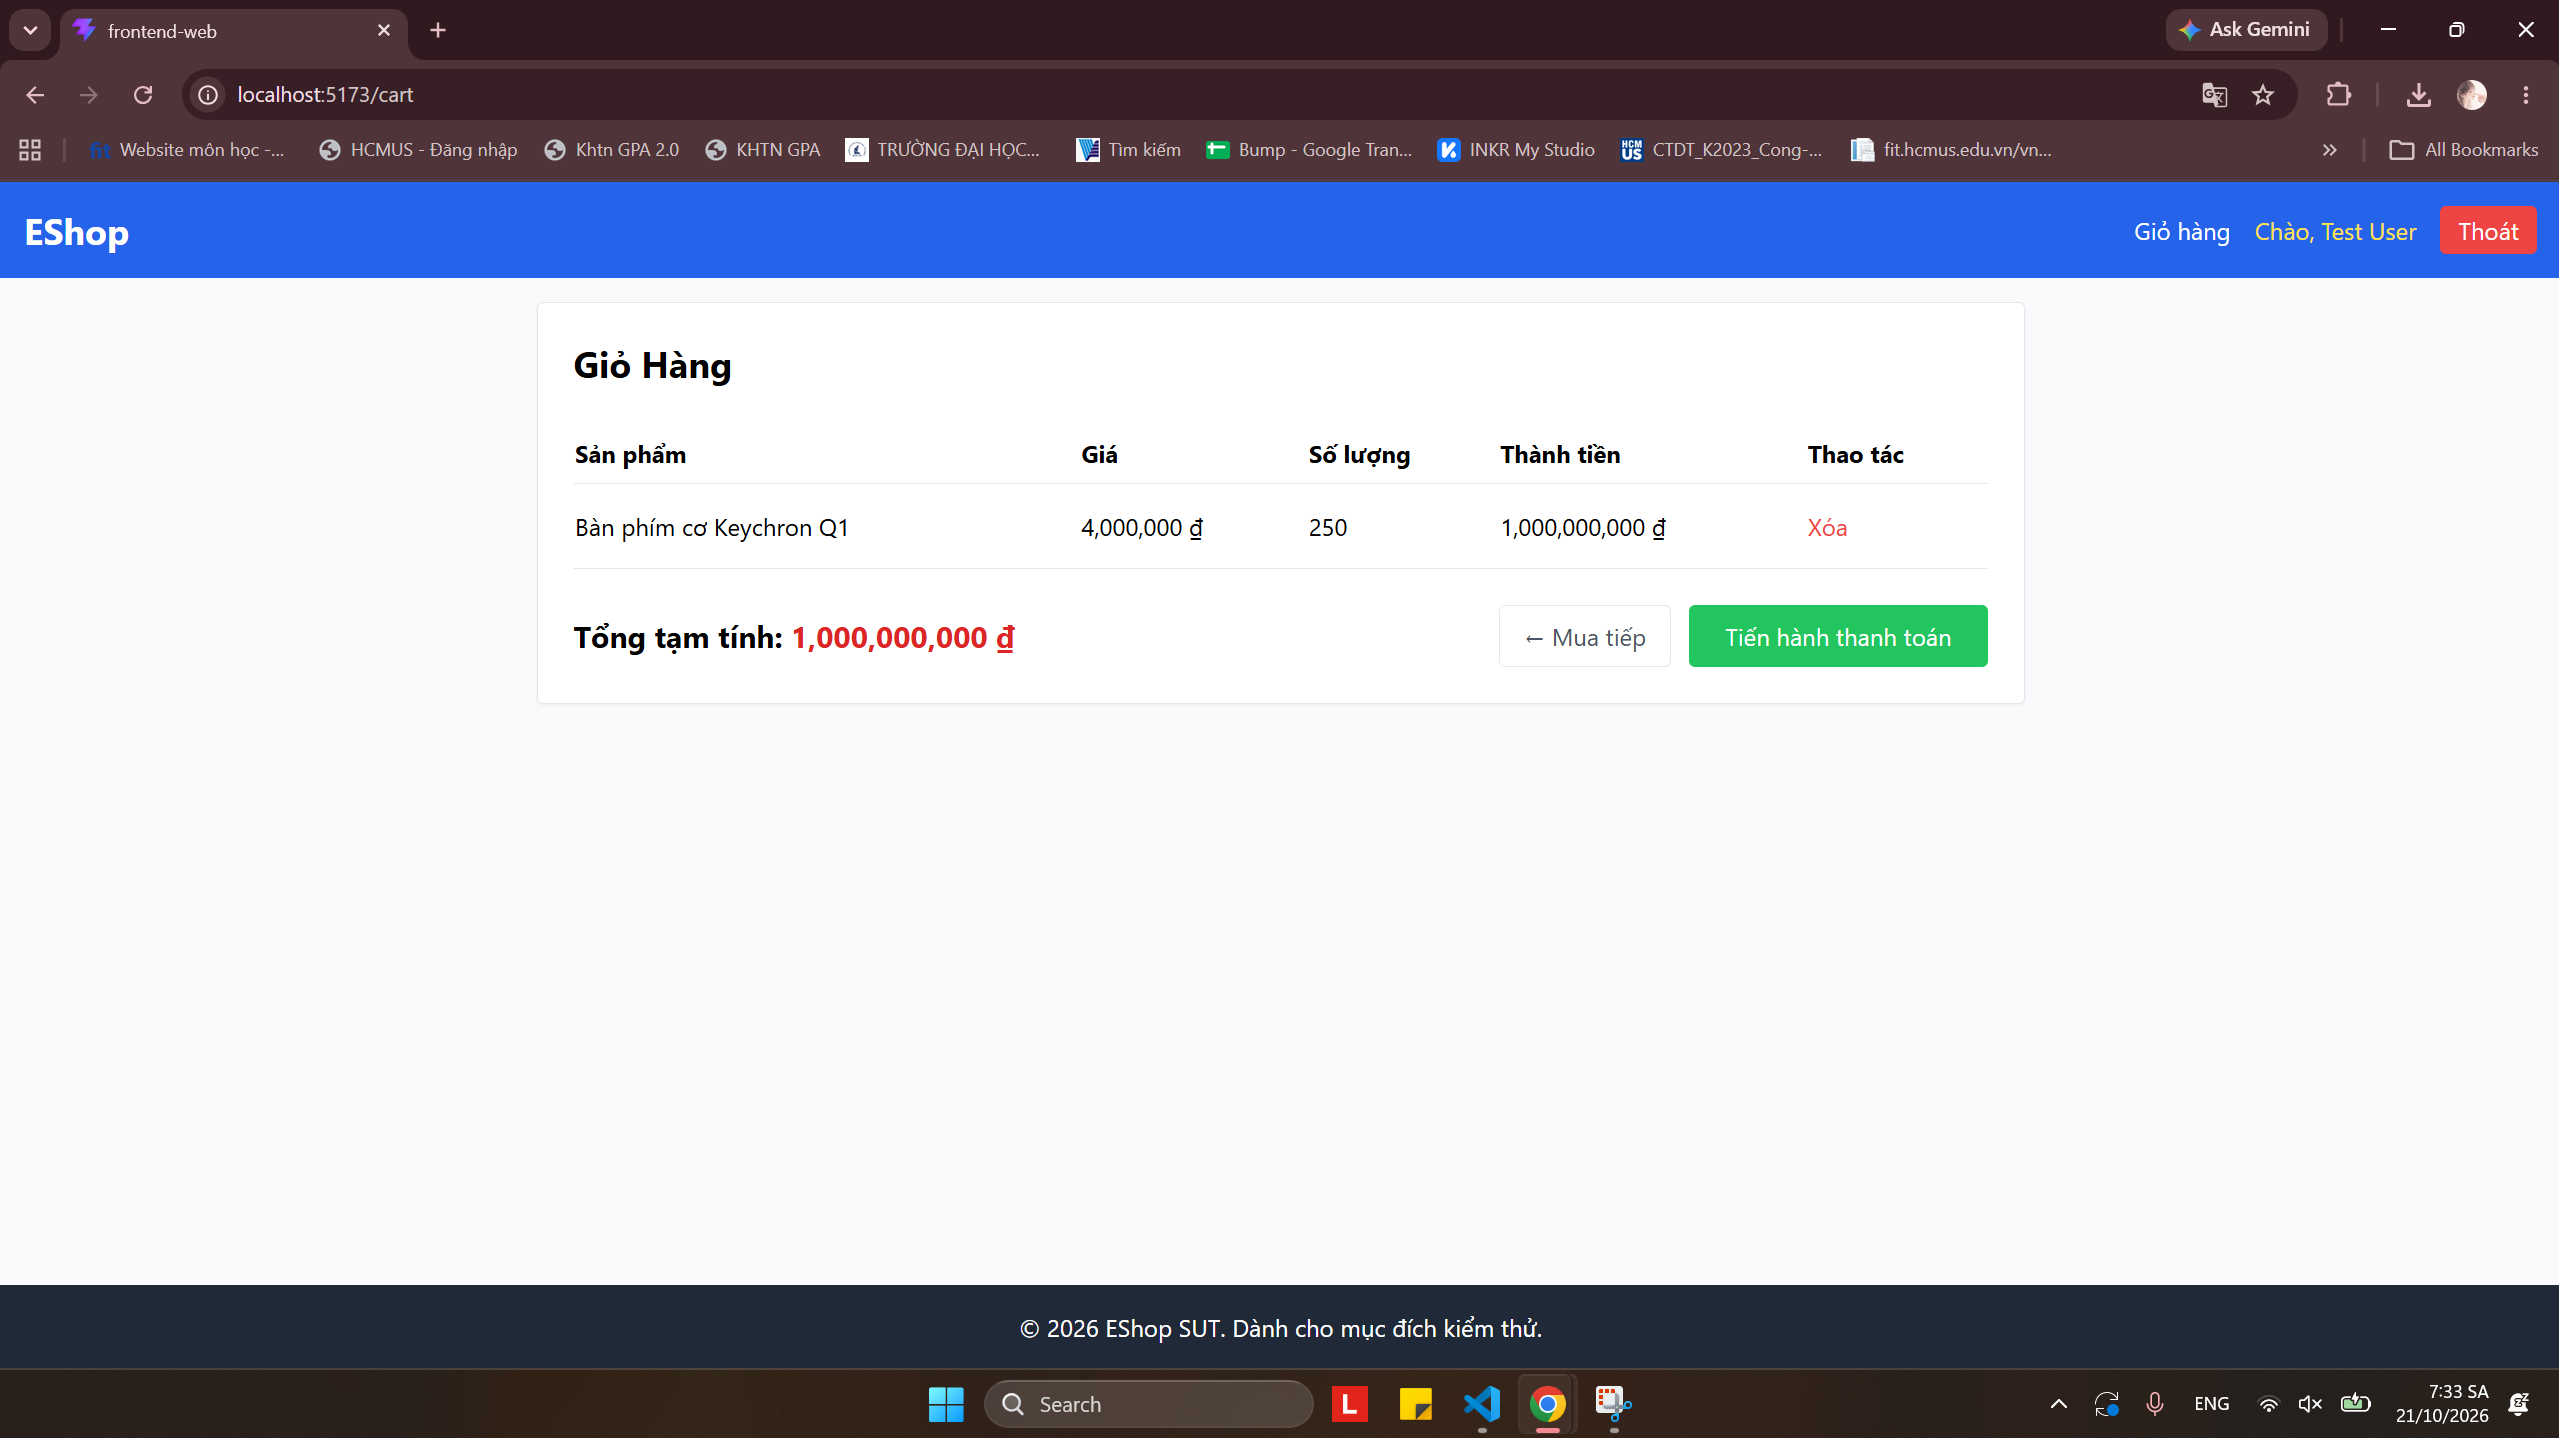 frontend-web
Ask Gemini
localhost:5173/cart
Website môn học -...
HCMUS - Đăng nhập
Khtn GPA 2.0
KHTN GPA
TRƯỜNG ĐẠI HỌC...
Tìm kiếm
Bump - Google Tran...
INKR My Studio
CTDT_K2023_Cong-...
fit.hcmus.edu.vn/vn...
All Bookmarks
EShop
Giỏ hàng
Chào, Test User
Thoát
Giỏ Hàng
Sản phẩm Giá Số lượng Thành tiền Thao tác
Bàn phím cơ Keychron Q1 4,000,000 ₫ 250 1,000,000,000 ₫ Xóa
Tổng tạm tính: 1,000,000,000 ₫
← Mua tiếp
Tiến hành thanh toán
© 2026 EShop SUT. Dành cho mục đích kiểm thử.
Search
ENG
7:33 SA
21/10/2026